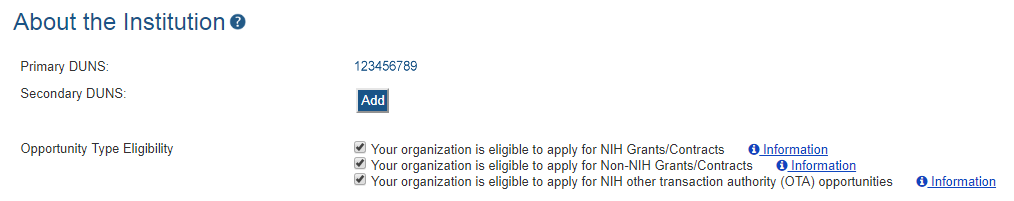 About the Institution ?
Primary DUNS: 123456789
Secondary DUNS: Add
Opportunity Type Eligibility Your organization is eligible to apply for NIH Grants/Contracts i Information
Your organization is eligible to apply for Non-NIH Grants/Contracts i Information
Your organization is eligible to apply for NIH other transaction authority (OTA) opportunities i Information